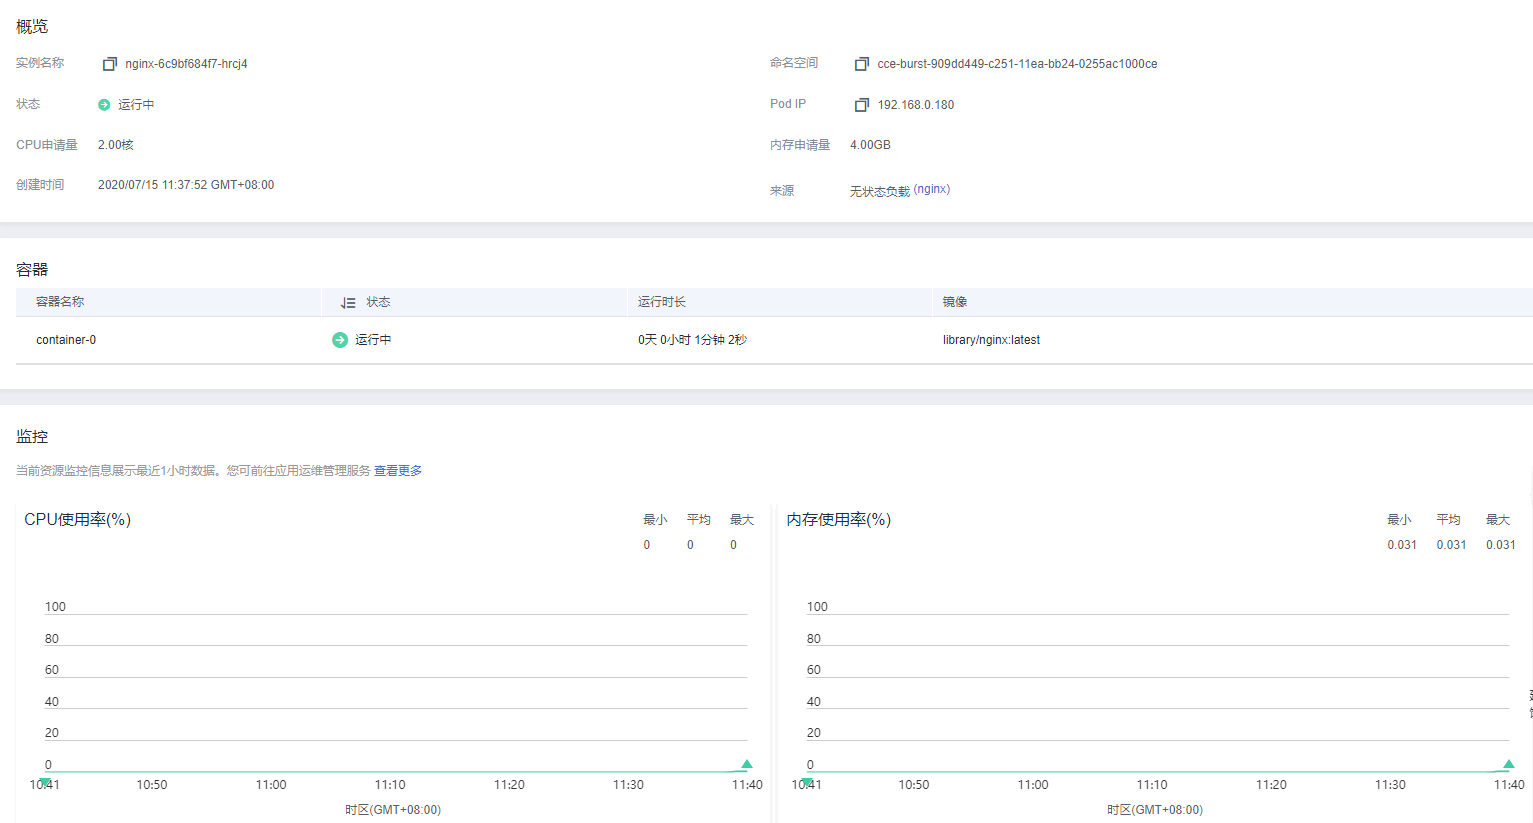 概览
实例名称 nginx-6c9bf684f7-hrcj4 命名空间 cce-burst-909dd449-c251-11ea-bb24-0255ac1000ce
状态 运行中 Pod IP 192.168.0.180
CPU申请量 2.00核 内存申请量 4.00GB
创建时间 2020/07/15 11:37:52 GMT+08:00 来源 无状态负载 (nginx)
容器
容器名称 状态 运行时长 镜像
container-0 运行中 0天 0小时 1分钟 2秒 library/nginx:latest
监控
当前资源监控信息展示最近1小时数据。您可前往应用运维管理服务 查看更多
CPU使用率(%) 最小 平均 最大
0 0 0
100
80
60
40
20
0
10:41 10:50 11:00 11:10 11:20 11:30 11:40
时区(GMT+08:00)
内存使用率(%) 最小 平均 最大
0.031 0.031 0.031
100
80
60
40
20
0
10:41 10:50 11:00 11:10 11:20 11:30 11:40
时区(GMT+08:00)